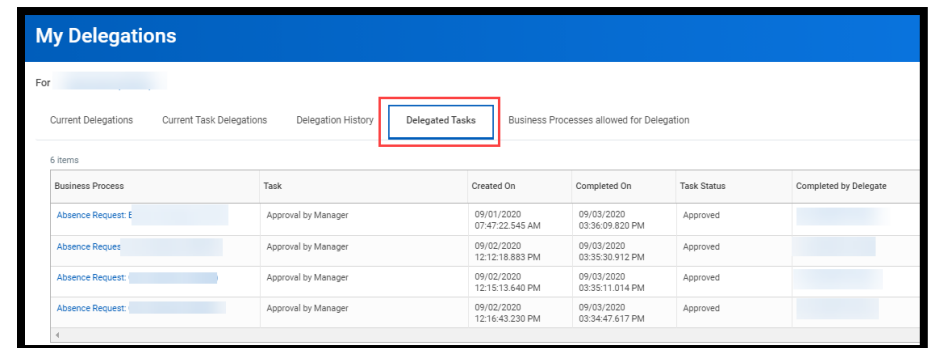 My Delegations
For
Current Delegations Current Task Delegations Delegation History Delegated Tasks Business Processes allowed for Delegation
6 items
Business Process Task Created On Completed On Task Status Completed by Delegate
Absence Request: Approval by Manager 09/01/2020 09/03/2020 Approved
07:47:22.545 AM 03:36:09.820 PM
Absence Approval by Manager 09/02/2020 09/03/2020 Approved
12:12:18.883 PM 03:35:30.912 PM
Absence Request: Approval by Manager 09/02/2020 09/03/2020 Approved
12:15:13.640 PM 03:35:11.014 PM
Absence Request: Approval by Manager 09/02/2020 09/03/2020 Approved
12:16:43.230 PM 03:34:47.617 PM